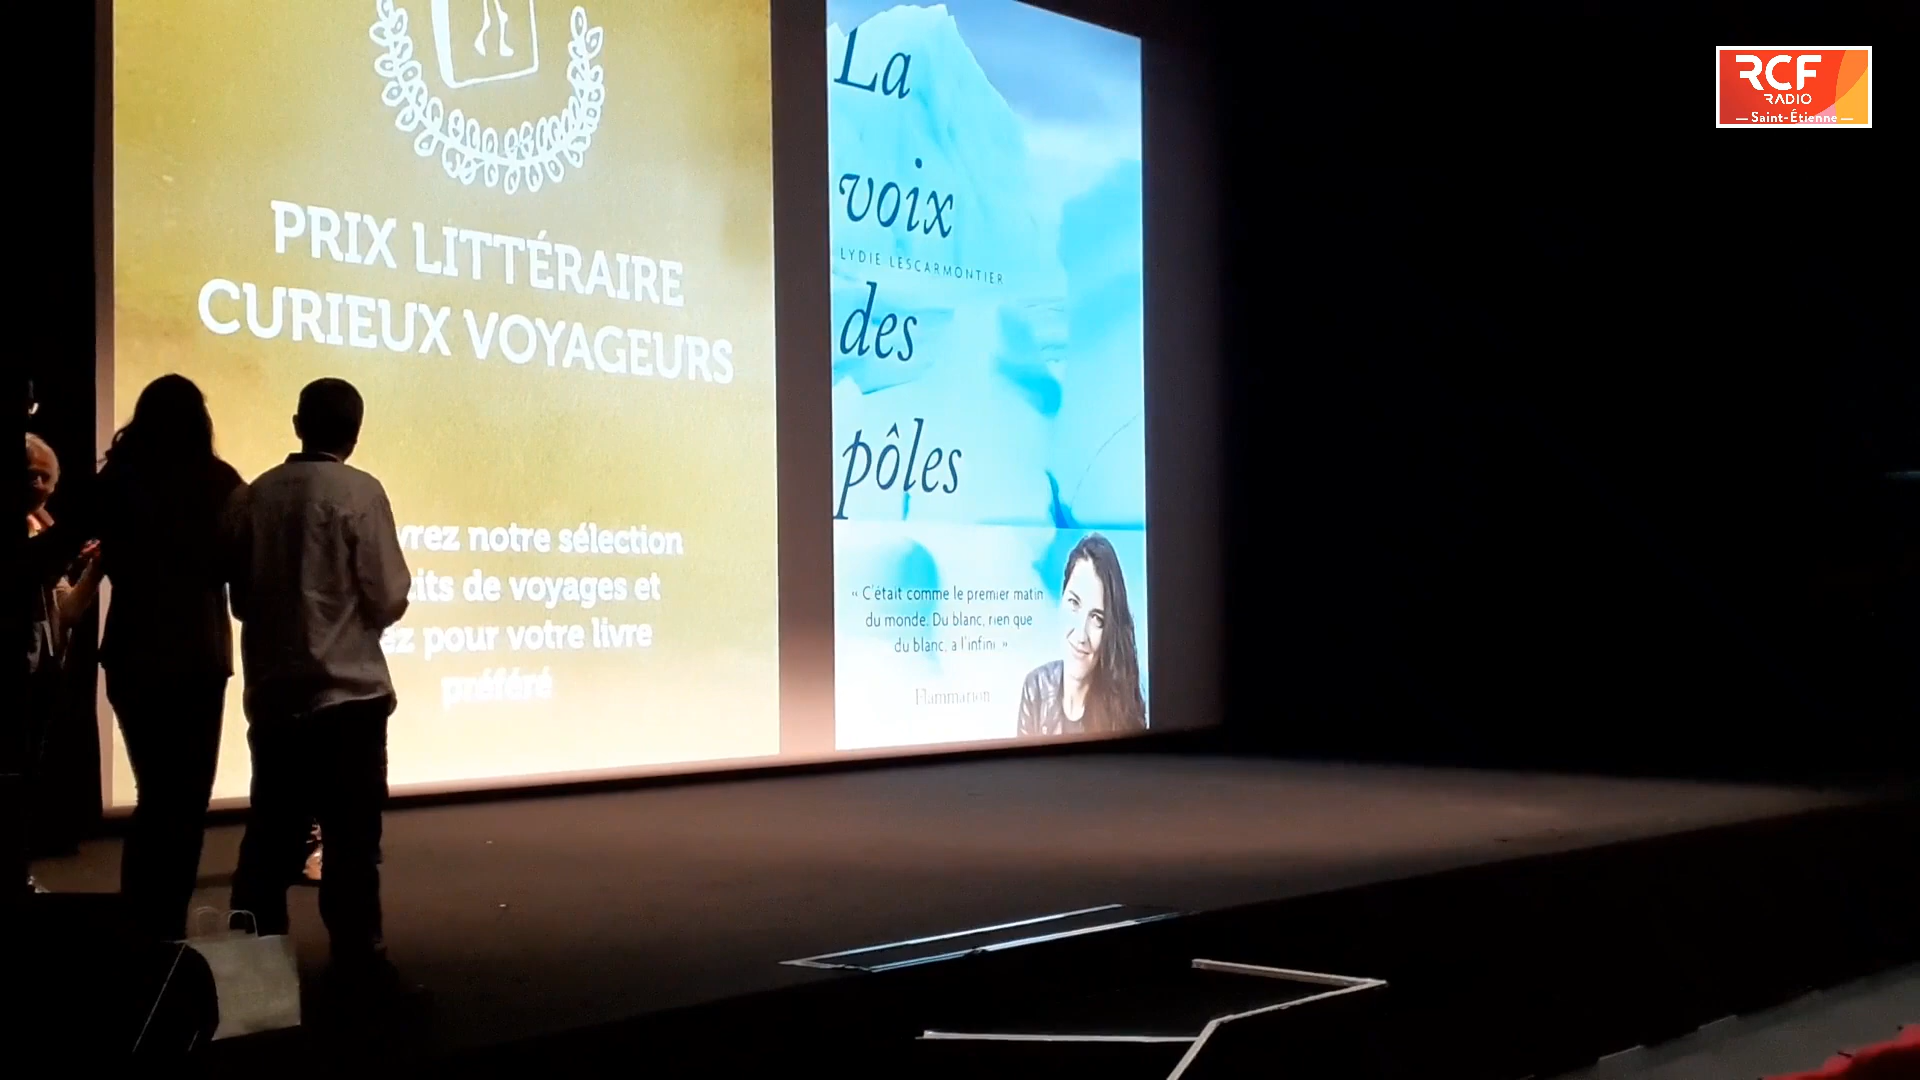 PRIX LITTÉRAIRE
CURIEUX VOYAGEURS
notre sélection
de voyages et
pour votre livre
préféré
La
voix
LYDIE LESCARMONTIER
des
pôles
« C'était comme le premier matin
du monde. Du blanc, rien que
du blanc, a l'infini »
Flammarion
RCF
RADIO
— Saint-Étienne —